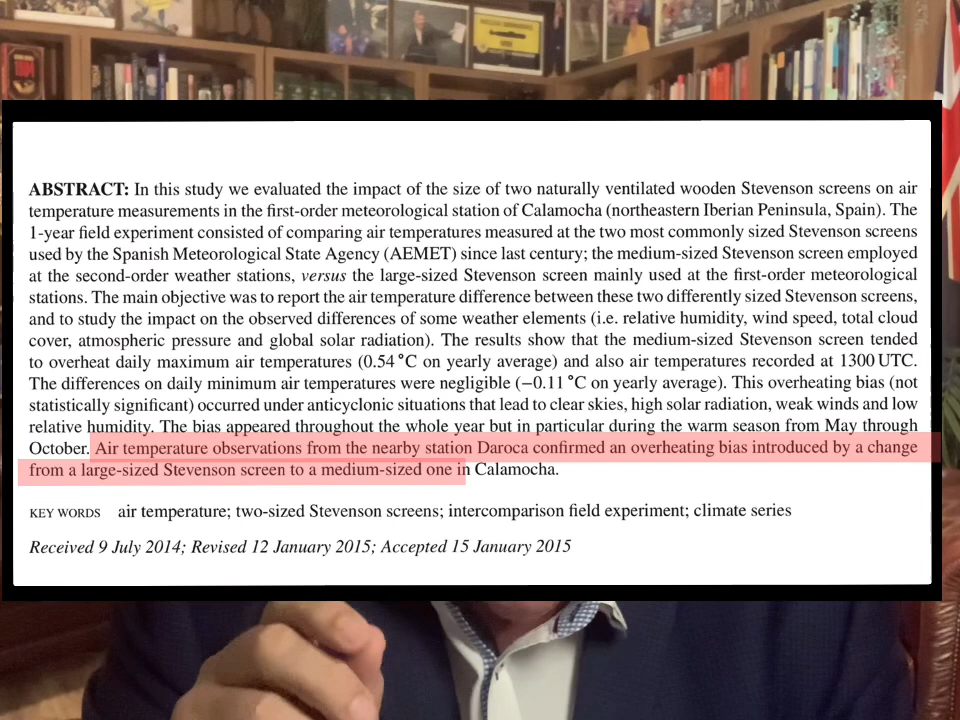 ABSTRACT: In this study we evaluated the impact of the size of two naturally ventilated wooden Stevenson screens on air
temperature measurements in the first-order meteorological station of Calamocha (northeastern Iberian Peninsula, Spain). The
1-year field experiment consisted of comparing air temperatures measured at the two most commonly sized Stevenson screens
used by the Spanish Meteorological State Agency (AEMET) since last century; the medium-sized Stevenson screen employed
at the second-order weather stations, versus the large-sized Stevenson screen mainly used at the first-order meteorological
stations. The main objective was to report the air temperature difference between these two differently sized Stevenson screens,
and to study the impact on the observed differences of some weather elements (i.e. relative humidity, wind speed, total cloud
cover, atmospheric pressure and global solar radiation). The results show that the medium-sized Stevenson screen tended
to overheat daily maximum air temperatures (0.54 °C on yearly average) and also air temperatures recorded at 1300 UTC.
The differences on daily minimum air temperatures were negligible (−0.11 °C on yearly average). This overheating bias (not
statistically significant) occurred under anticyclonic situations that lead to clear skies, high solar radiation, weak winds and low
relative humidity. The bias appeared throughout the whole year but in particular during the warm season from May through
October. Air temperature observations from the nearby station Daroca confirmed an overheating bias introduced by a change
from a large-sized Stevenson screen to a medium-sized one in Calamocha.
KEY WORDS air temperature; two-sized Stevenson screens; intercomparison field experiment; climate series
Received 9 July 2014; Revised 12 January 2015; Accepted 15 January 2015